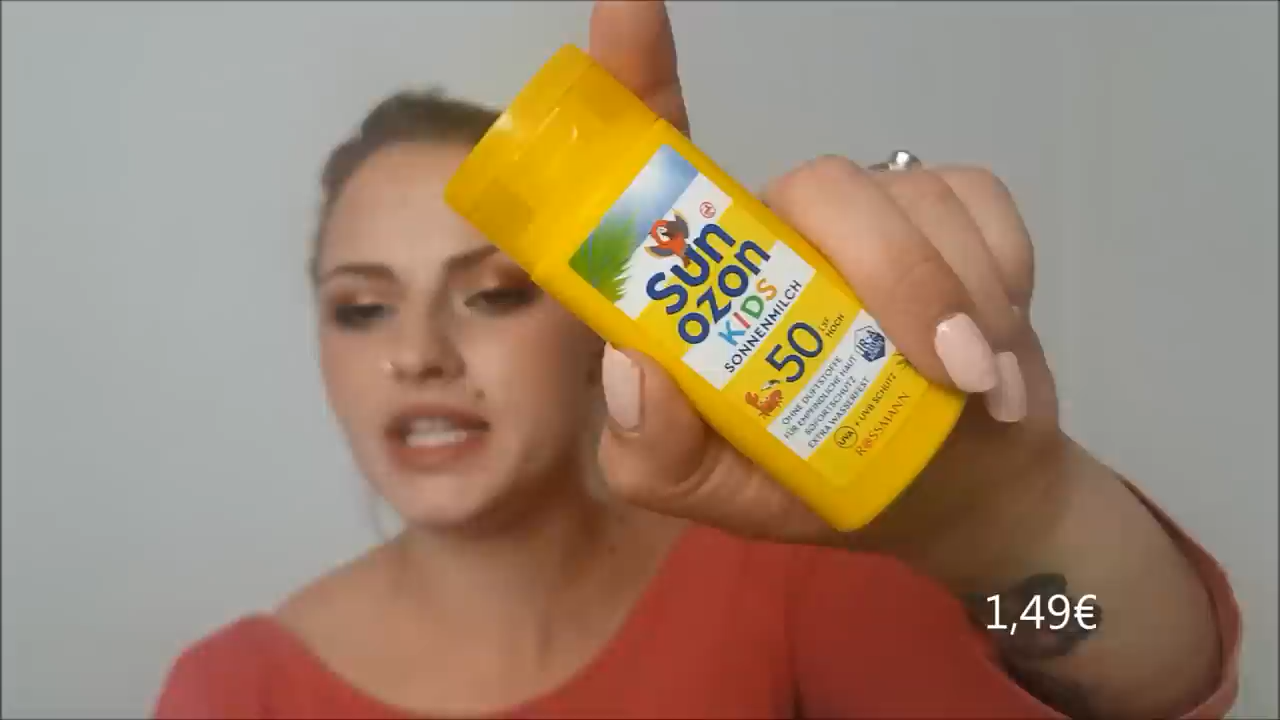 sun
ozon
KIDS
SONNENMILCH
50 LSF
HOCH
OHNE DUFTSTOFFE
FÜR EMPFINDLICHE HAUT
SOFORTSCHUTZ
EXTRA WASSERFEST
IR-A
UVA + UVB SCHUTZ
ROSSMANN
1,49€